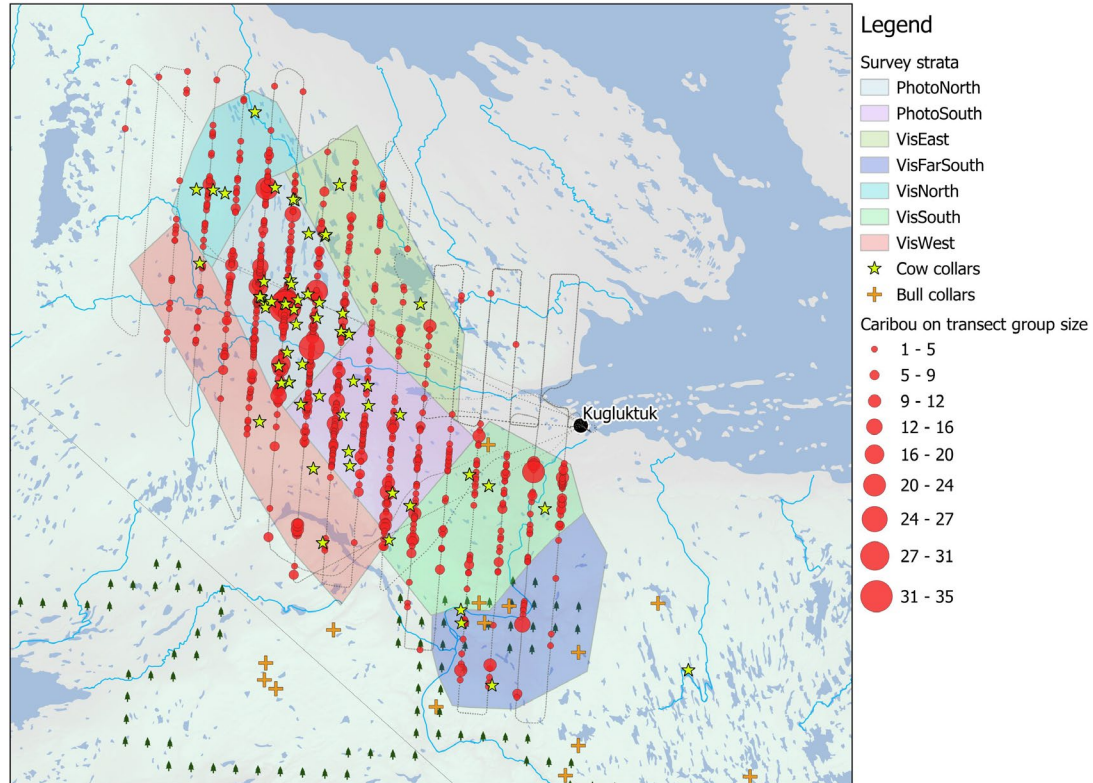 Legend
Survey strata
PhotoNorth
PhotoSouth
VisEast
VisFarSouth
VisNorth
VisSouth
VisWest
Cow collars
Bull collars
Caribou on transect group size
1 - 5
5 - 9
9 - 12
12 - 16
16 - 20
20 - 24
24 - 27
27 - 31
31 - 35
Kugluktuk